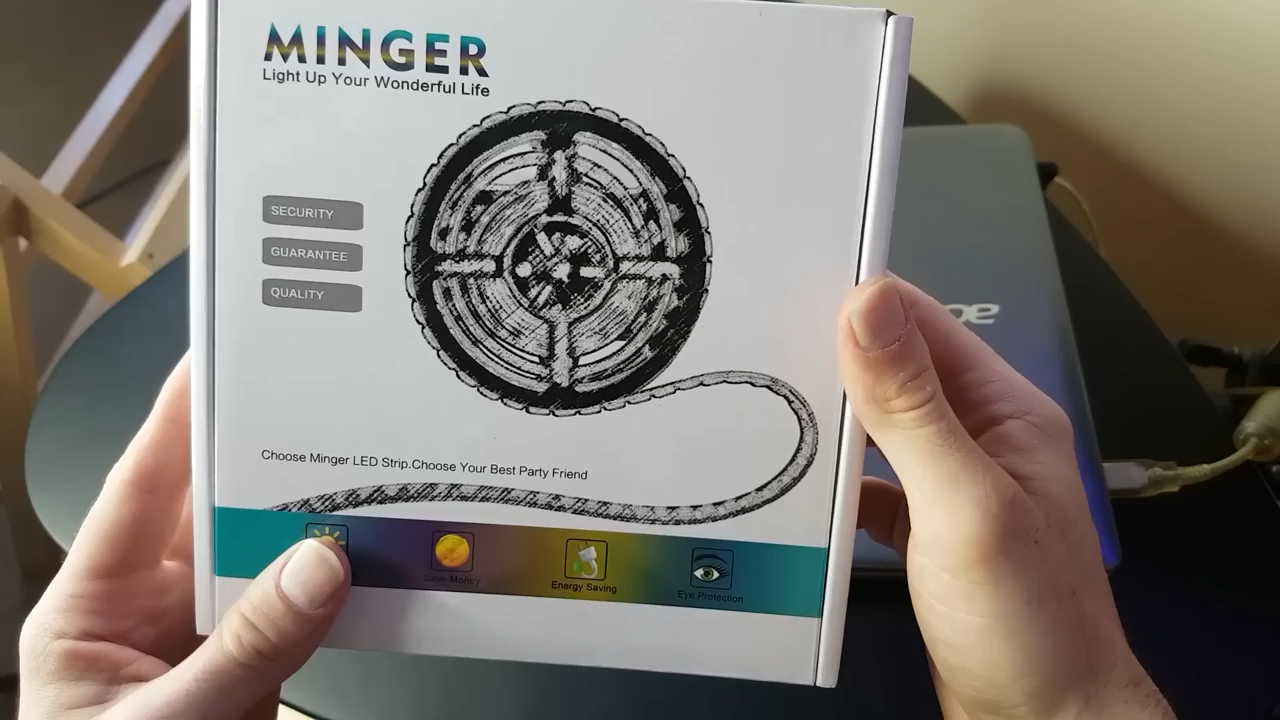 MINGER
Light Up Your Wonderful Life
SECURITY
GUARANTEE
QUALITY
Choose Minger LED Strip.Choose Your Best Party Friend
Save Money
Energy Saving
Eye Protection